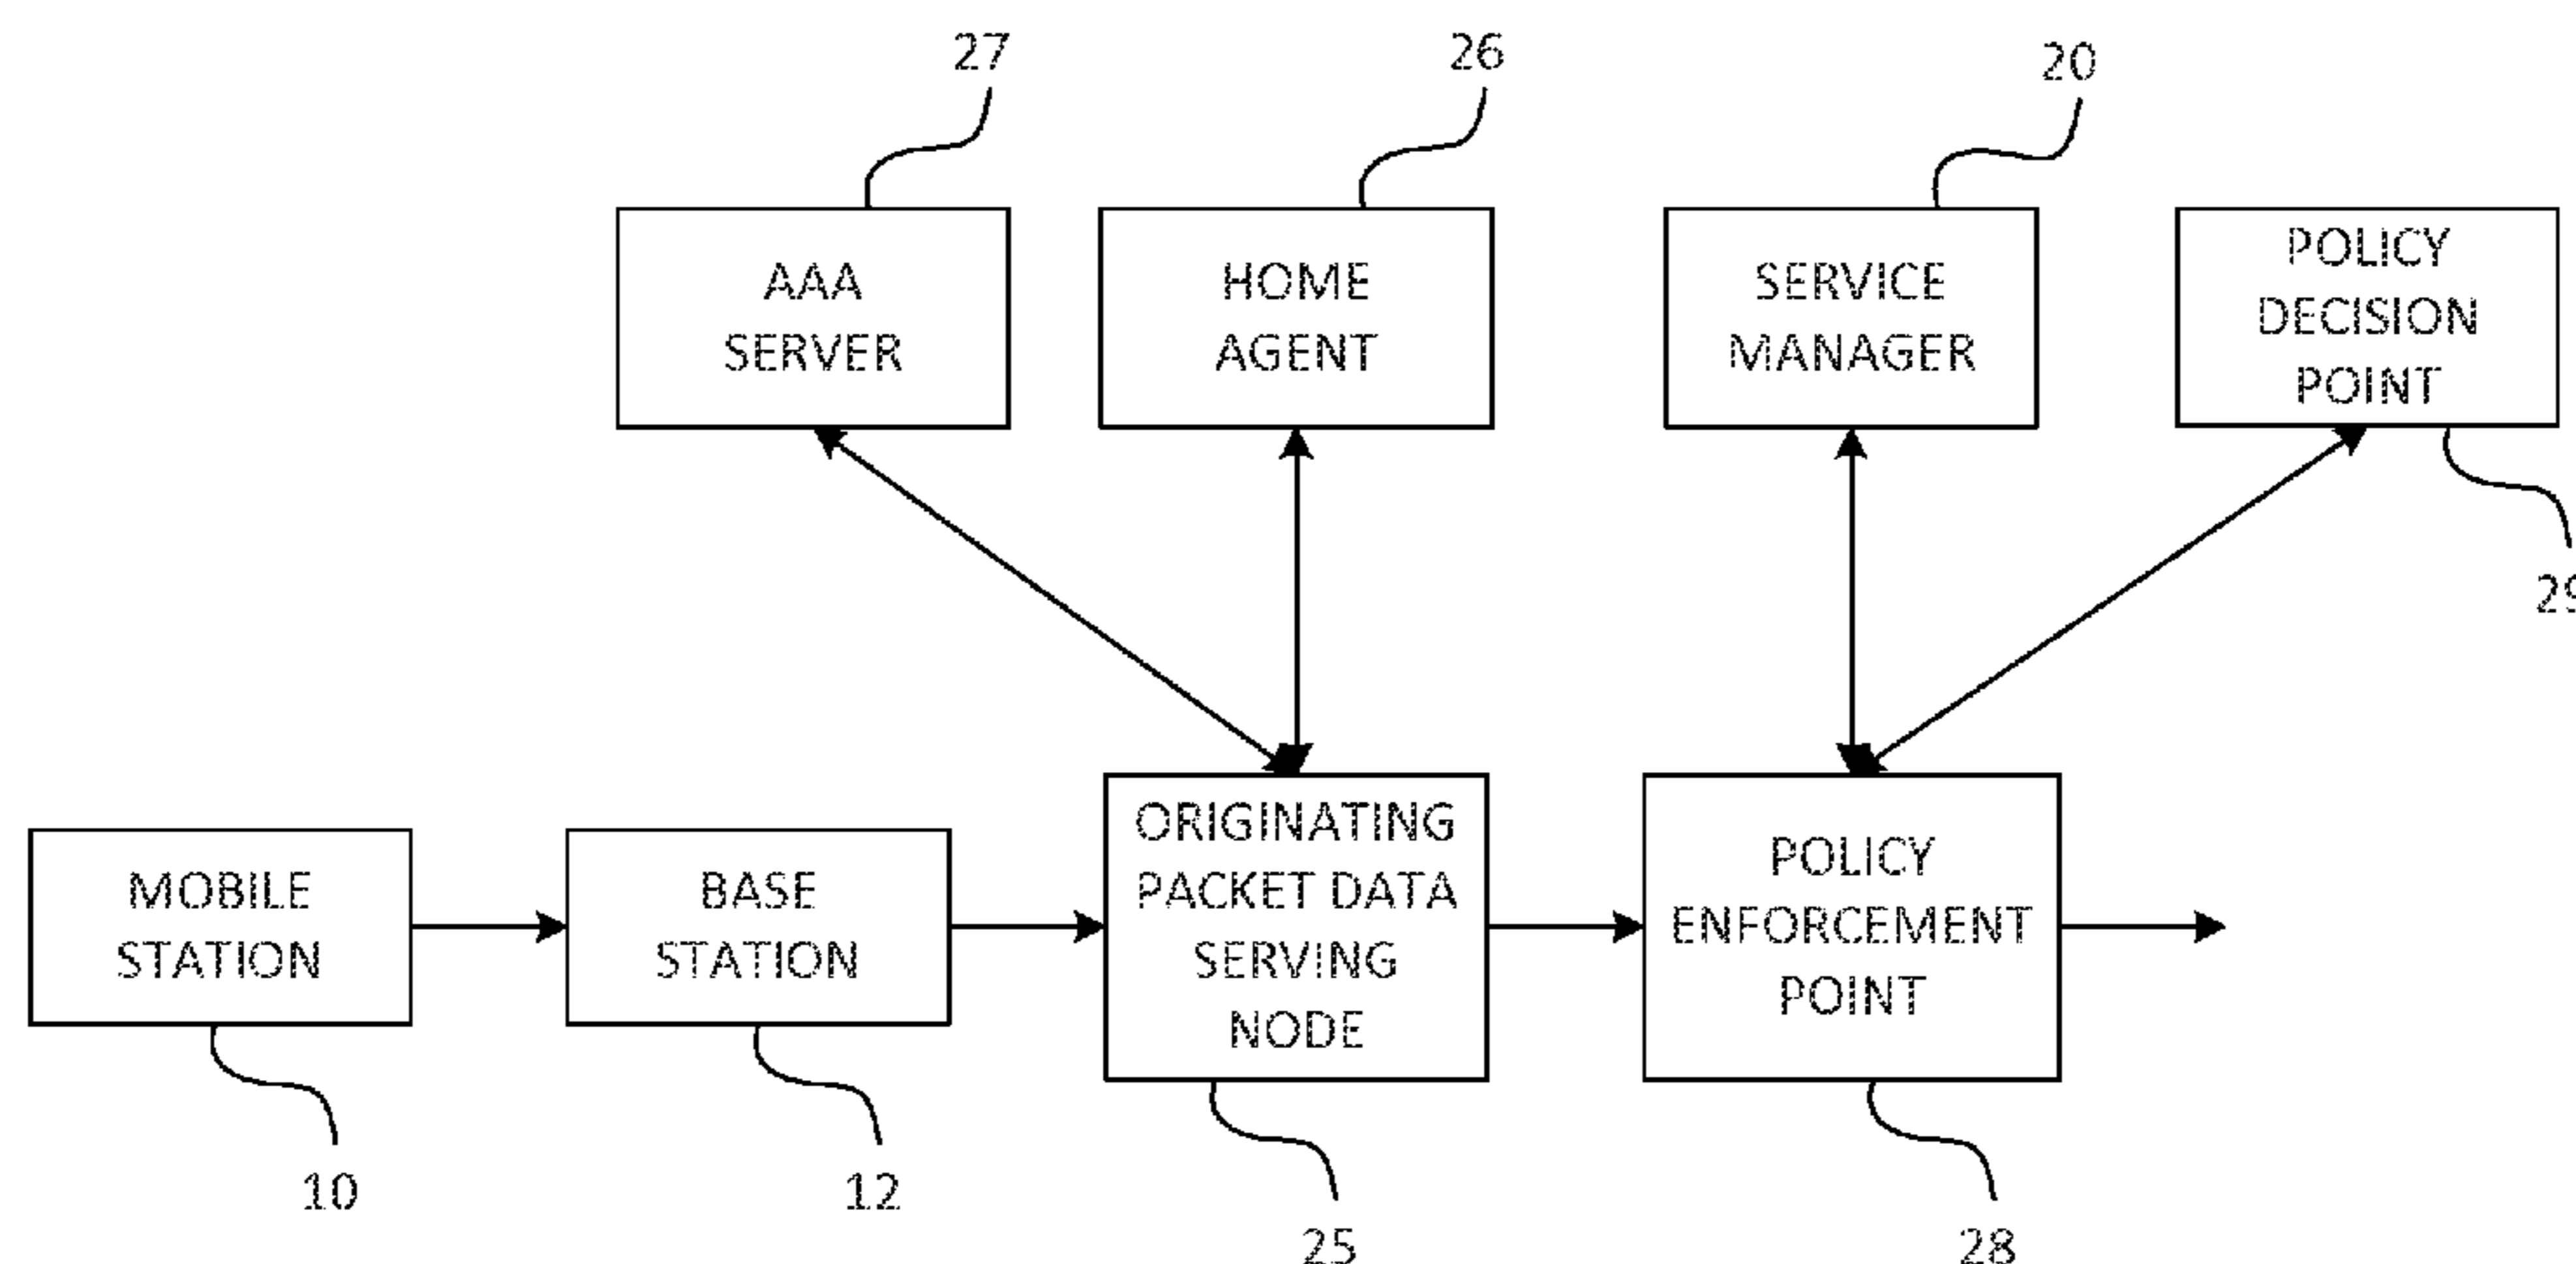 27
26
20
AAA
SERVER
HOME
AGENT
SERVICE
MANAGER
POLICY
DECISION
POINT
29
MOBILE
STATION
BASE
STATION
ORIGINATING
PACKET DATA
SERVING
NODE
POLICY
ENFORCEMENT
POINT
10
12
25
28